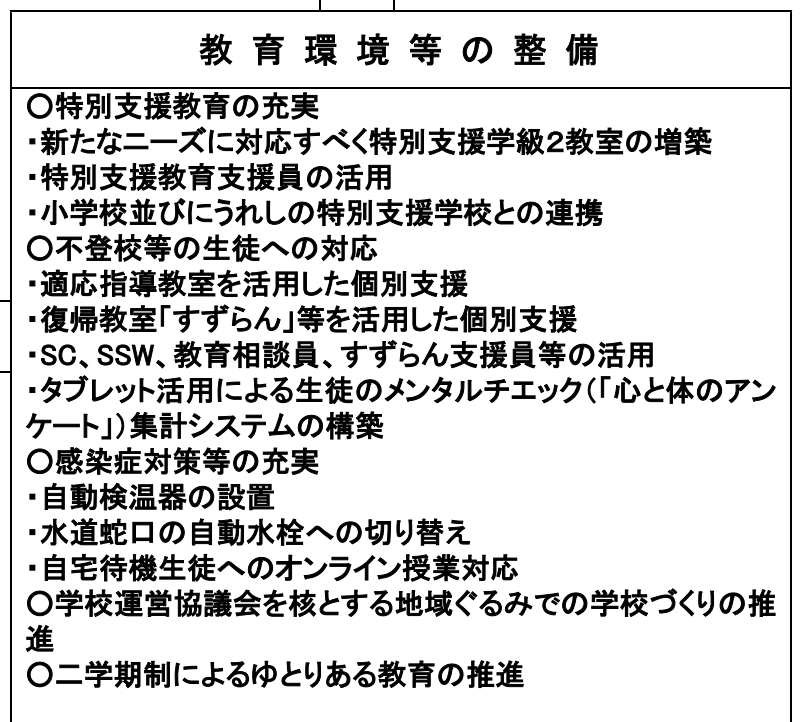 教育環境等の整備
〇特別支援教育の充実
・新たなニーズに対応すべく特別支援学級2教室の増築
・特別支援教育支援員の活用
・小学校並びにうれしの特別支援学校との連携
〇不登校等の生徒への対応
・適応指導教室を活用した個別支援
・復帰教室「すずらん」等を活用した個別支援
・SC、SSW、教育相談員、すずらん支援員等の活用
・タブレット活用による生徒のメンタルチエック(「心と体のアン
ケート」)集計システムの構築
〇感染症対策等の充実
・自動検温器の設置
・水道蛇口の自動水栓への切り替え
・自宅待機生徒へのオンライン授業対応
〇学校運営協議会を核とする地域ぐるみでの学校づくりの推
進
〇二学期制によるゆとりある教育の推進